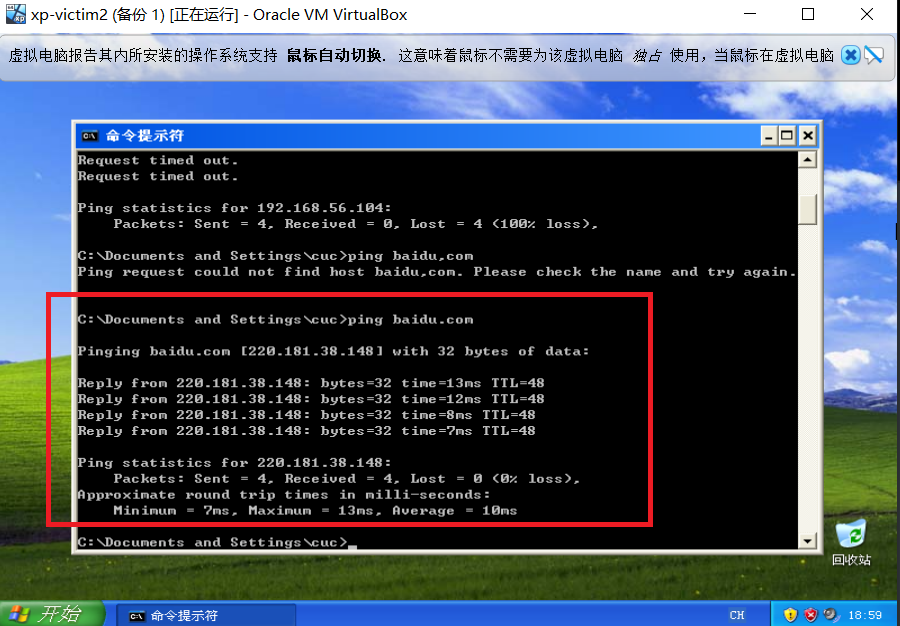 xp-victim2 (备份 1) [正在运行] - Oracle VM VirtualBox
虚拟电脑报告其内所安装的操作系统支持 鼠标自动切换. 这意味着鼠标不需要为该虚拟电脑 独占 使用，当鼠标在虚拟电脑
命令提示符
Request timed out.
Request timed out.
Ping statistics for 192.168.56.104:
Packets: Sent = 4, Received = 0, Lost = 4 (100% loss),
C:\Documents and Settings\cuc>ping baidu,com
Ping request could not find host baidu,com. Please check the name and try again.
C:\Documents and Settings\cuc>ping baidu.com
Pinging baidu.com [220.181.38.148] with 32 bytes of data:
Reply from 220.181.38.148: bytes=32 time=13ms TTL=48
Reply from 220.181.38.148: bytes=32 time=12ms TTL=48
Reply from 220.181.38.148: bytes=32 time=8ms TTL=48
Reply from 220.181.38.148: bytes=32 time=7ms TTL=48
Ping statistics for 220.181.38.148:
Packets: Sent = 4, Received = 4, Lost = 0 (0% loss),
Approximate round trip times in milli-seconds:
Minimum = 7ms, Maximum = 13ms, Average = 10ms
C:\Documents and Settings\cuc>_
回收站
开始
命令提示符
CH
18:59